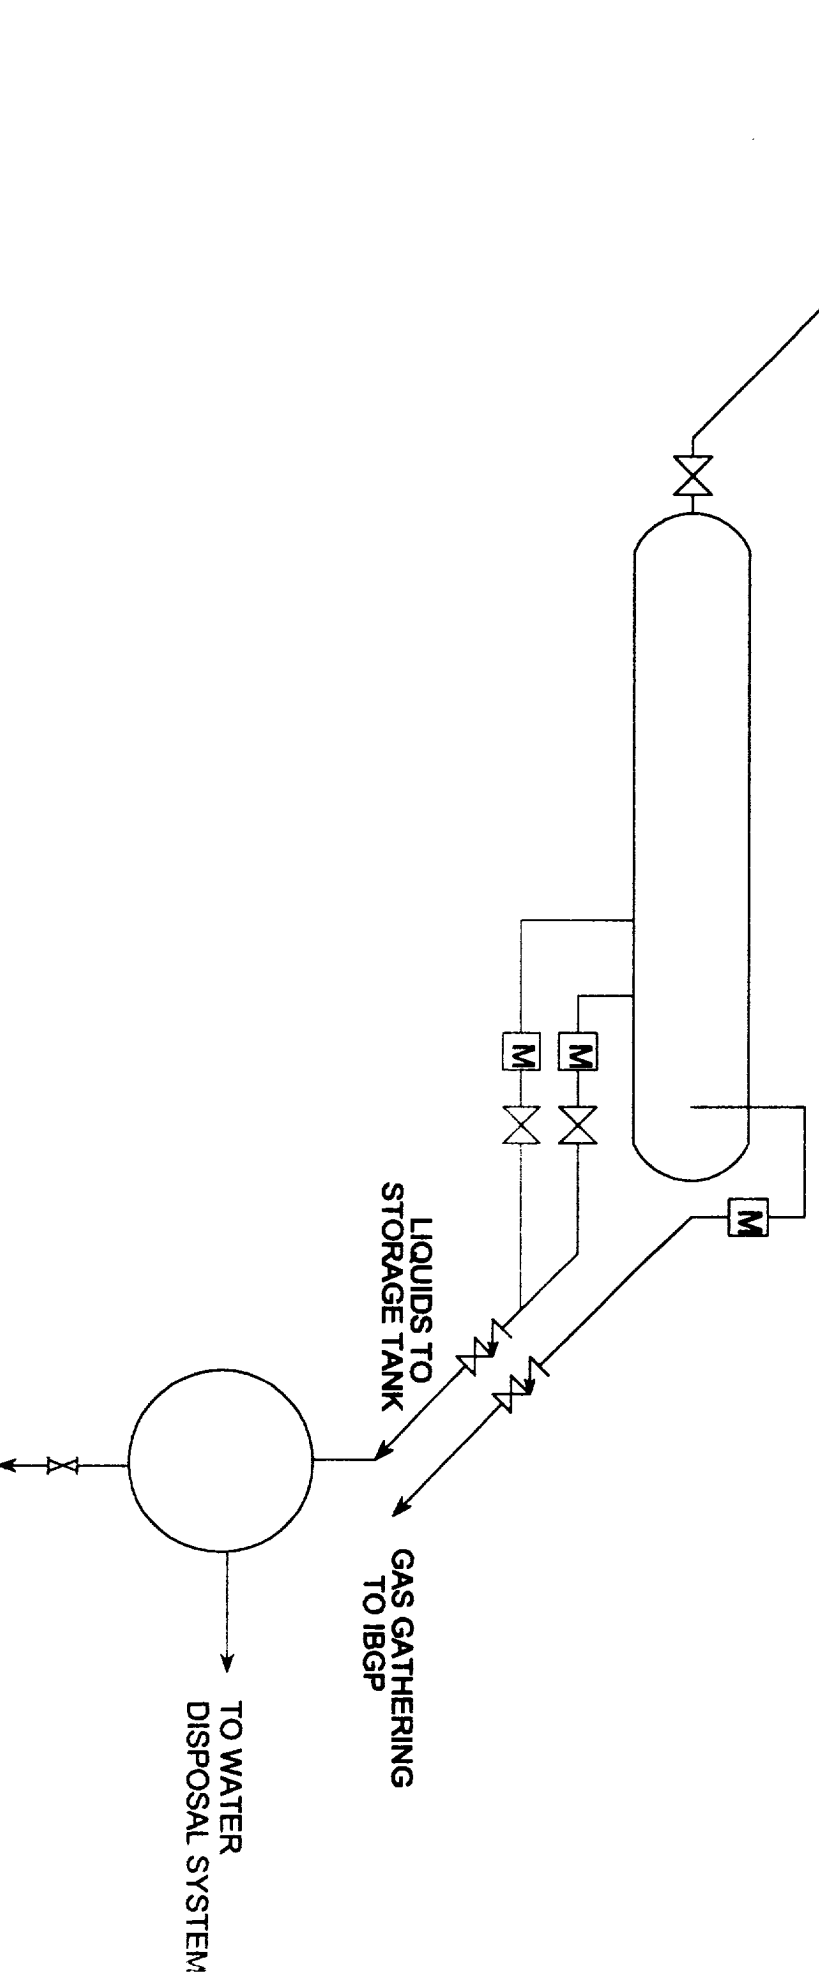 M
M
M
LIQUIDS TO
STORAGE TANK
GAS GATHERING
TO IBGP
TO WATER
DISPOSAL SYSTEM